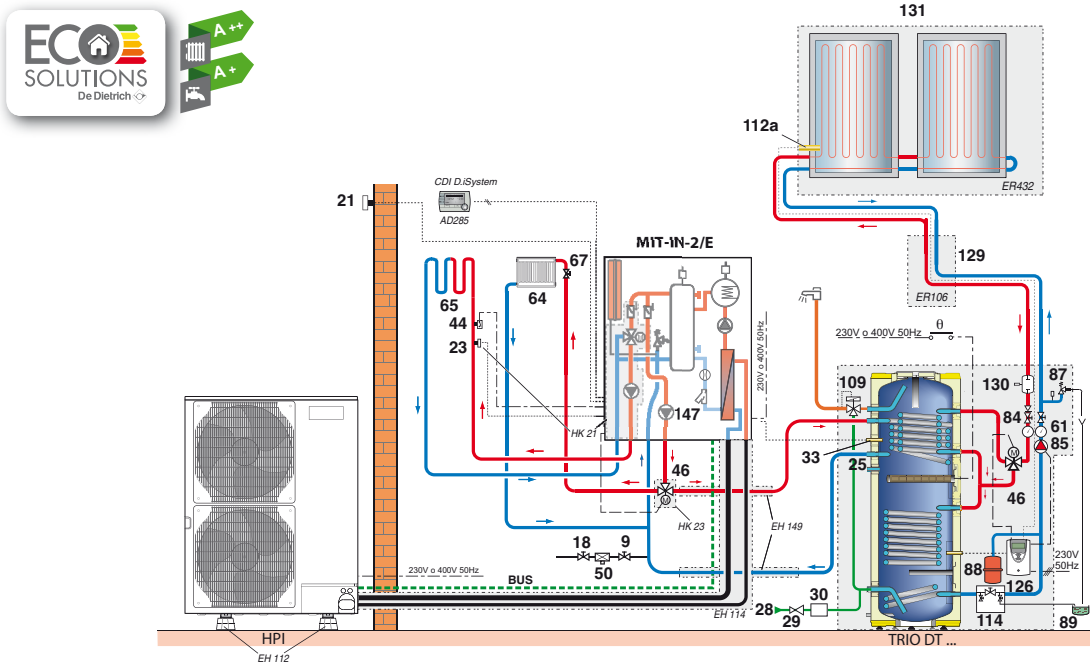 ECO
SOLUTIONS
De Dietrich
A++
A+
131
112a
ER432
21
CDI D.iSystem
AD285
MIT-IN-2/E
67
129
ER106
65
64
44
23
230V o 400V 50Hz
θ
230V o 400V 50Hz
M
M
147
HK 21
109
130
87
84
61
85
33
25
M
46
46
M
HK 23
EH 149
18
9
50
230V o 400V 50Hz
BUS
88
126
230V
50Hz
28
29
30
EH 114
114
89
HPI
EH 112
TRIO DT ...